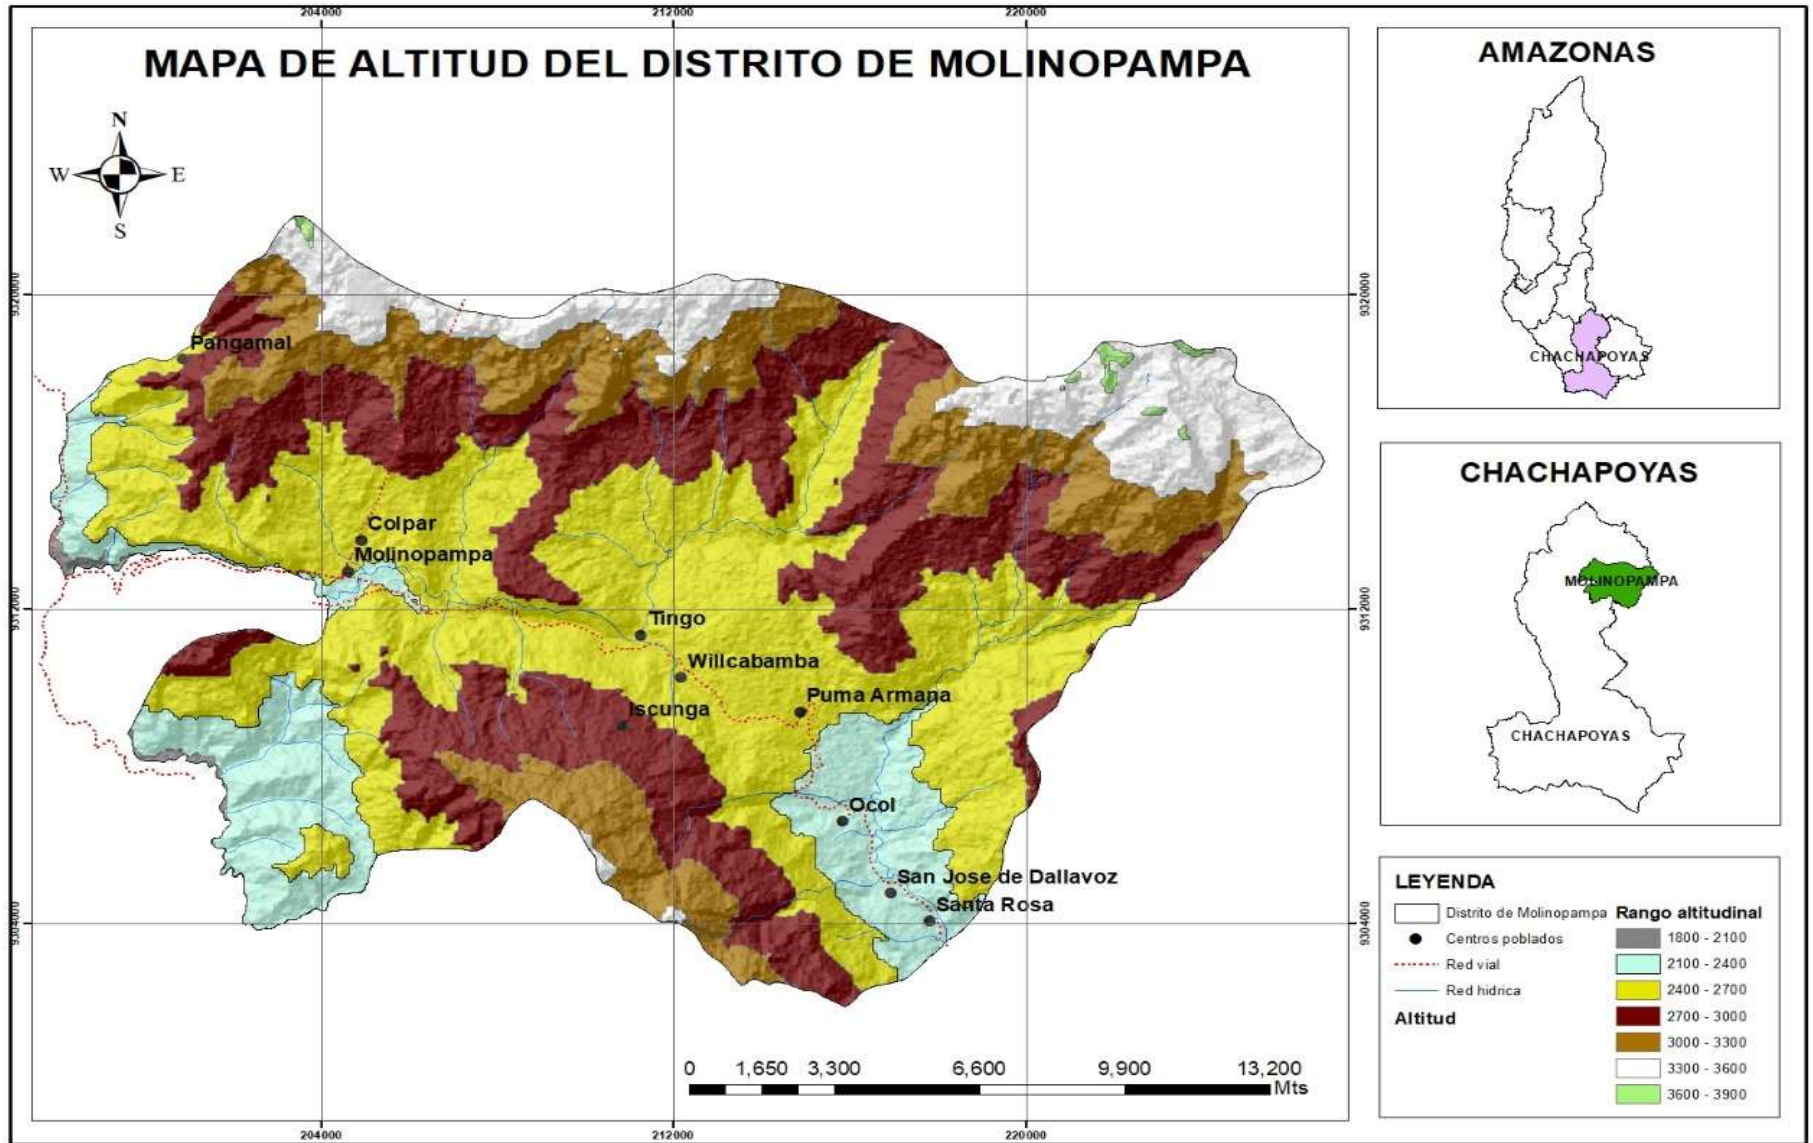 204000 212000 220000
MAPA DE ALTITUD DEL DISTRITO DE MOLINOPAMPA
N
W E
S
9320000 9320000
Pangamal
Colpar
Molinopampa
9312000 9312000
Tingo
Willcabamba
Puma Armana
Iscunga
Ocol
San Jose de Dallavoz
Santa Rosa
9304000 9304000
0 1,650 3,300 6,600 9,900 13,200
Mts
204000 212000 220000
AMAZONAS
CHACHAPOYAS
CHACHAPOYAS
MOLINOPAMPA
CHACHAPOYAS
LEYENDA
Distrito de Molinopampa
Centros poblados
Red vial
Red hidrica
Altitud
Rango altitudinal
1800 - 2100
2100 - 2400
2400 - 2700
2700 - 3000
3000 - 3300
3300 - 3600
3600 - 3900